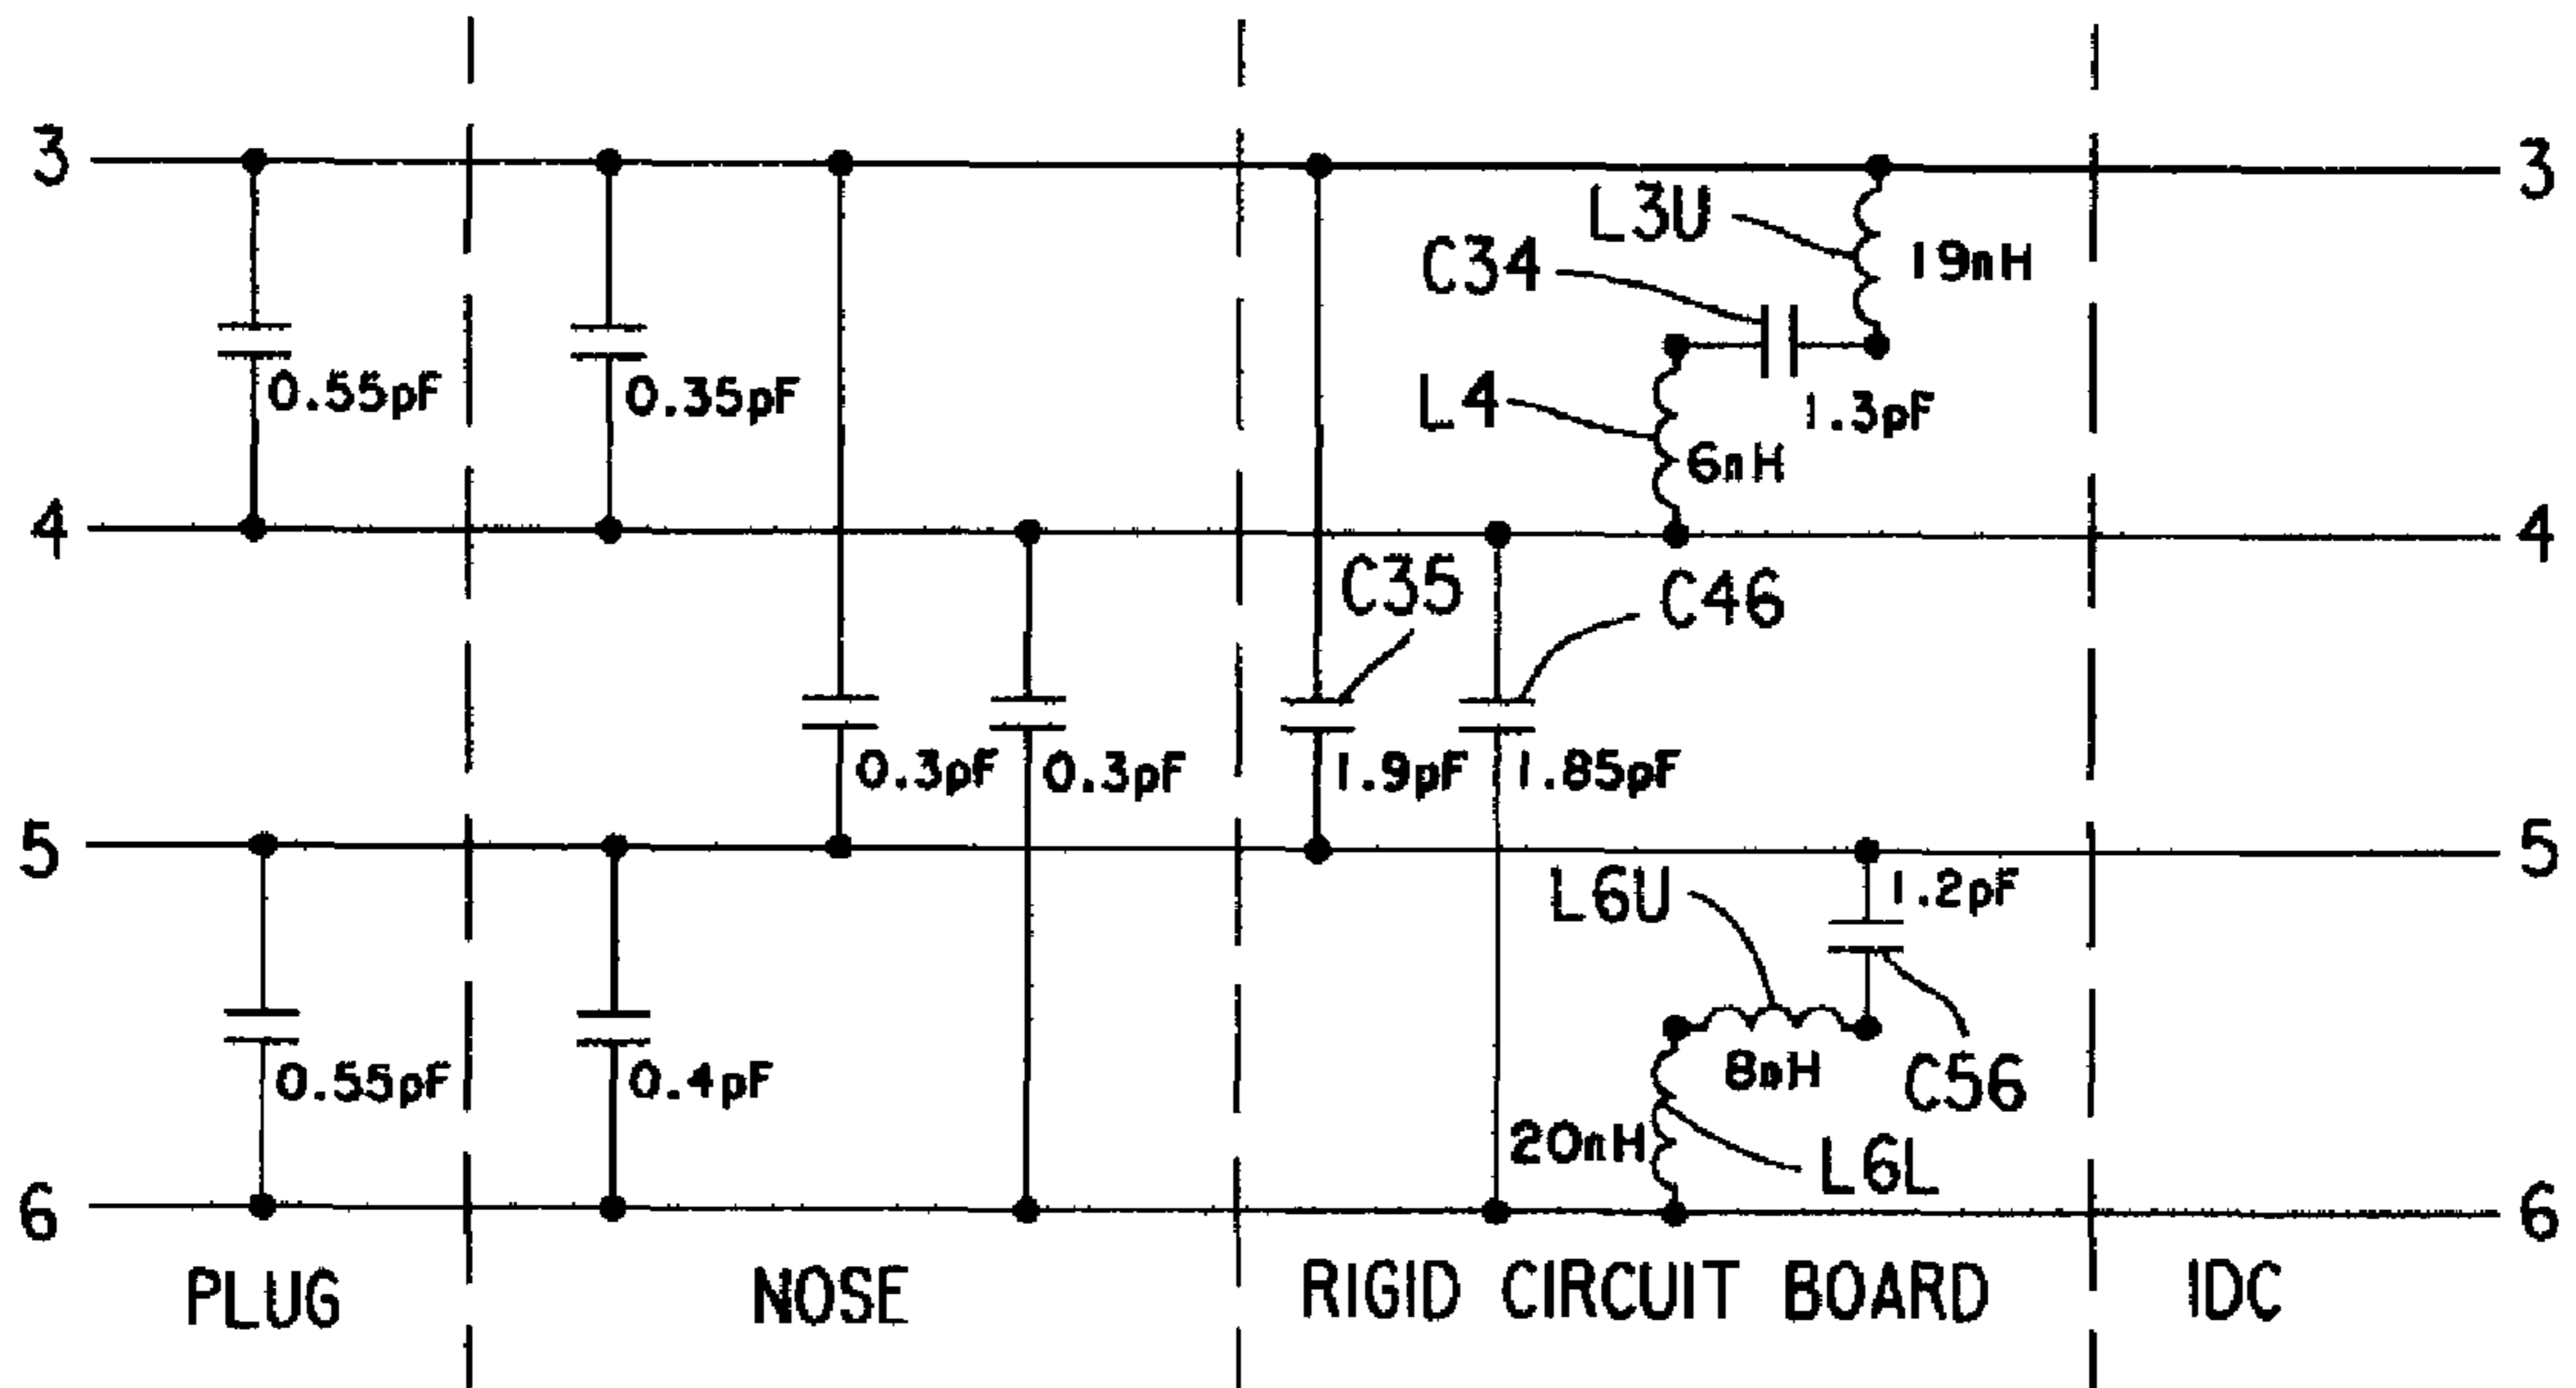 3
3
L3U
19nH
C34
0.55pF
0.35pF
L4
1.3pF
6nH
4
4
C35
C46
0.3pF
0.3pF
1.9pF
1.85pF
5
5
L6U
1.2pF
0.55pF
0.4pF
8nH
C56
20nH
L6L
6
6
PLUG
NOSE
RIGID CIRCUIT BOARD
IDC